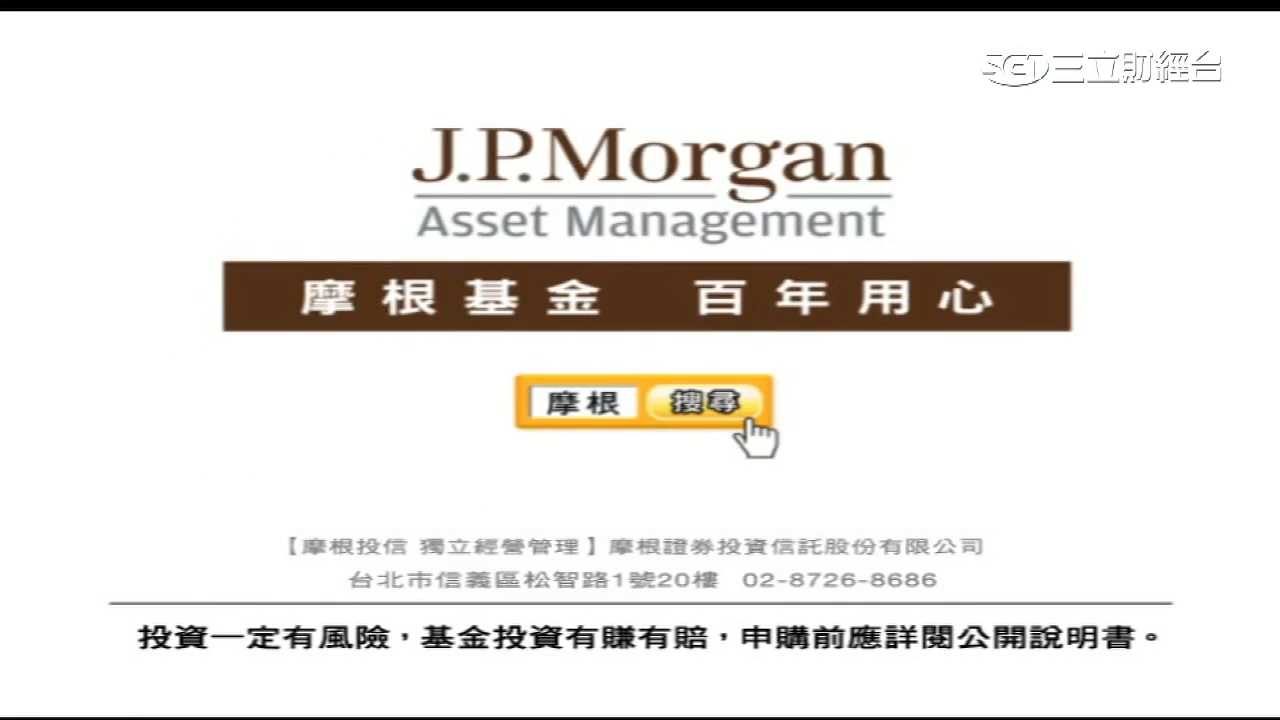 SET三立財經台
J.P.Morgan
Asset Management
摩根基金 百年用心
摩根 搜尋
【摩根投信 獨立經營管理】摩根證券投資信託股份有限公司
台北市信義區松智路1號20樓 02-8726-8686
投資一定有風險，基金投資有賺有賠，申購前應詳閱公開說明書。